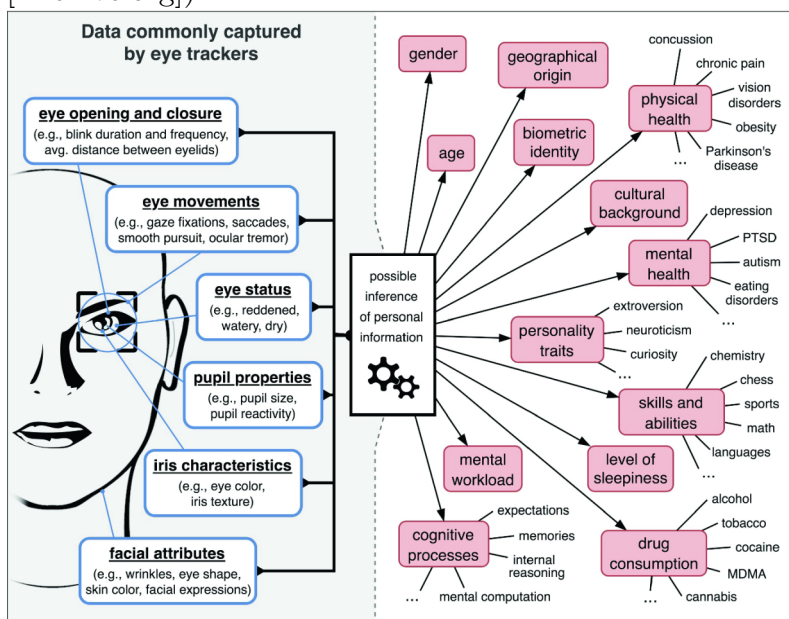 Data commonly captured
by eye trackers
eye opening and closure
(e.g., blink duration and frequency,
avg. distance between eyelids)
eye movements
(e.g., gaze fixations, saccades,
smooth pursuit, ocular tremor)
eye status
(e.g., reddened,
watery, dry)
pupil properties
(e.g., pupil size,
pupil reactivity)
iris characteristics
(e.g., eye color,
iris texture)
facial attributes
(e.g., wrinkles, eye shape,
skin color, facial expressions)
possible
inference
of personal
information
gender
geographical
origin
age
biometric
identity
physical
health
concussion
chronic pain
vision
disorders
obesity
Parkinson's
disease
...
cultural
background
mental
health
depression
PTSD
autism
eating
disorders
...
personality
traits
extroversion
neuroticism
curiosity
...
skills and
abilities
chemistry
chess
sports
math
languages
...
mental
workload
level of
sleepiness
cognitive
processes
expectations
memories
internal
reasoning
mental computation
...
drug
consumption
alcohol
tobacco
cocaine
MDMA
cannabis
...